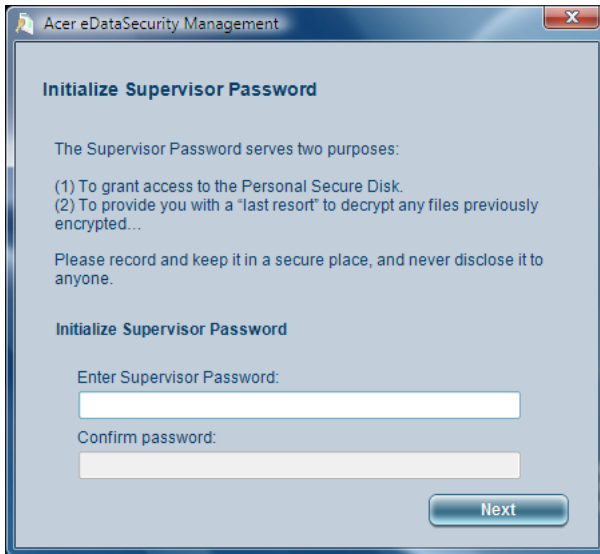 Acer eDataSecurity Management
Initialize Supervisor Password
The Supervisor Password serves two purposes:
(1) To grant access to the Personal Secure Disk.
(2) To provide you with a “last resort” to decrypt any files previously
encrypted...
Please record and keep it in a secure place, and never disclose it to
anyone.
Initialize Supervisor Password
Enter Supervisor Password:
Confirm password:
Next